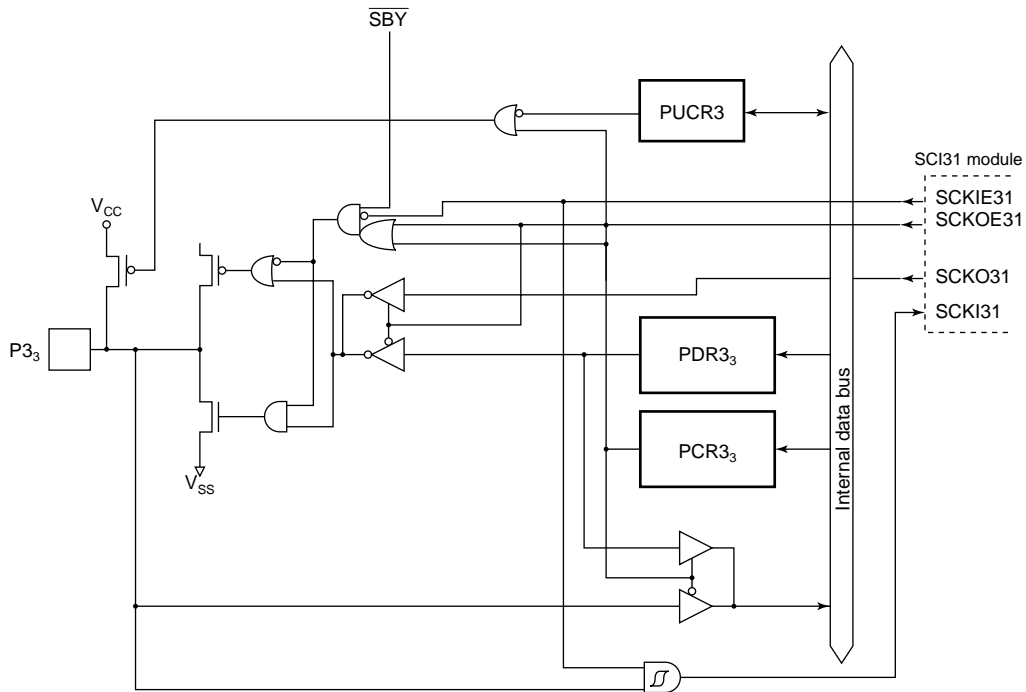 SBY
PUCR3
SCI31 module
SCKIE31
SCKOE31
VCC
SCKO31
SCKI31
P33
PDR33
PCR33
VSS
Internal data bus